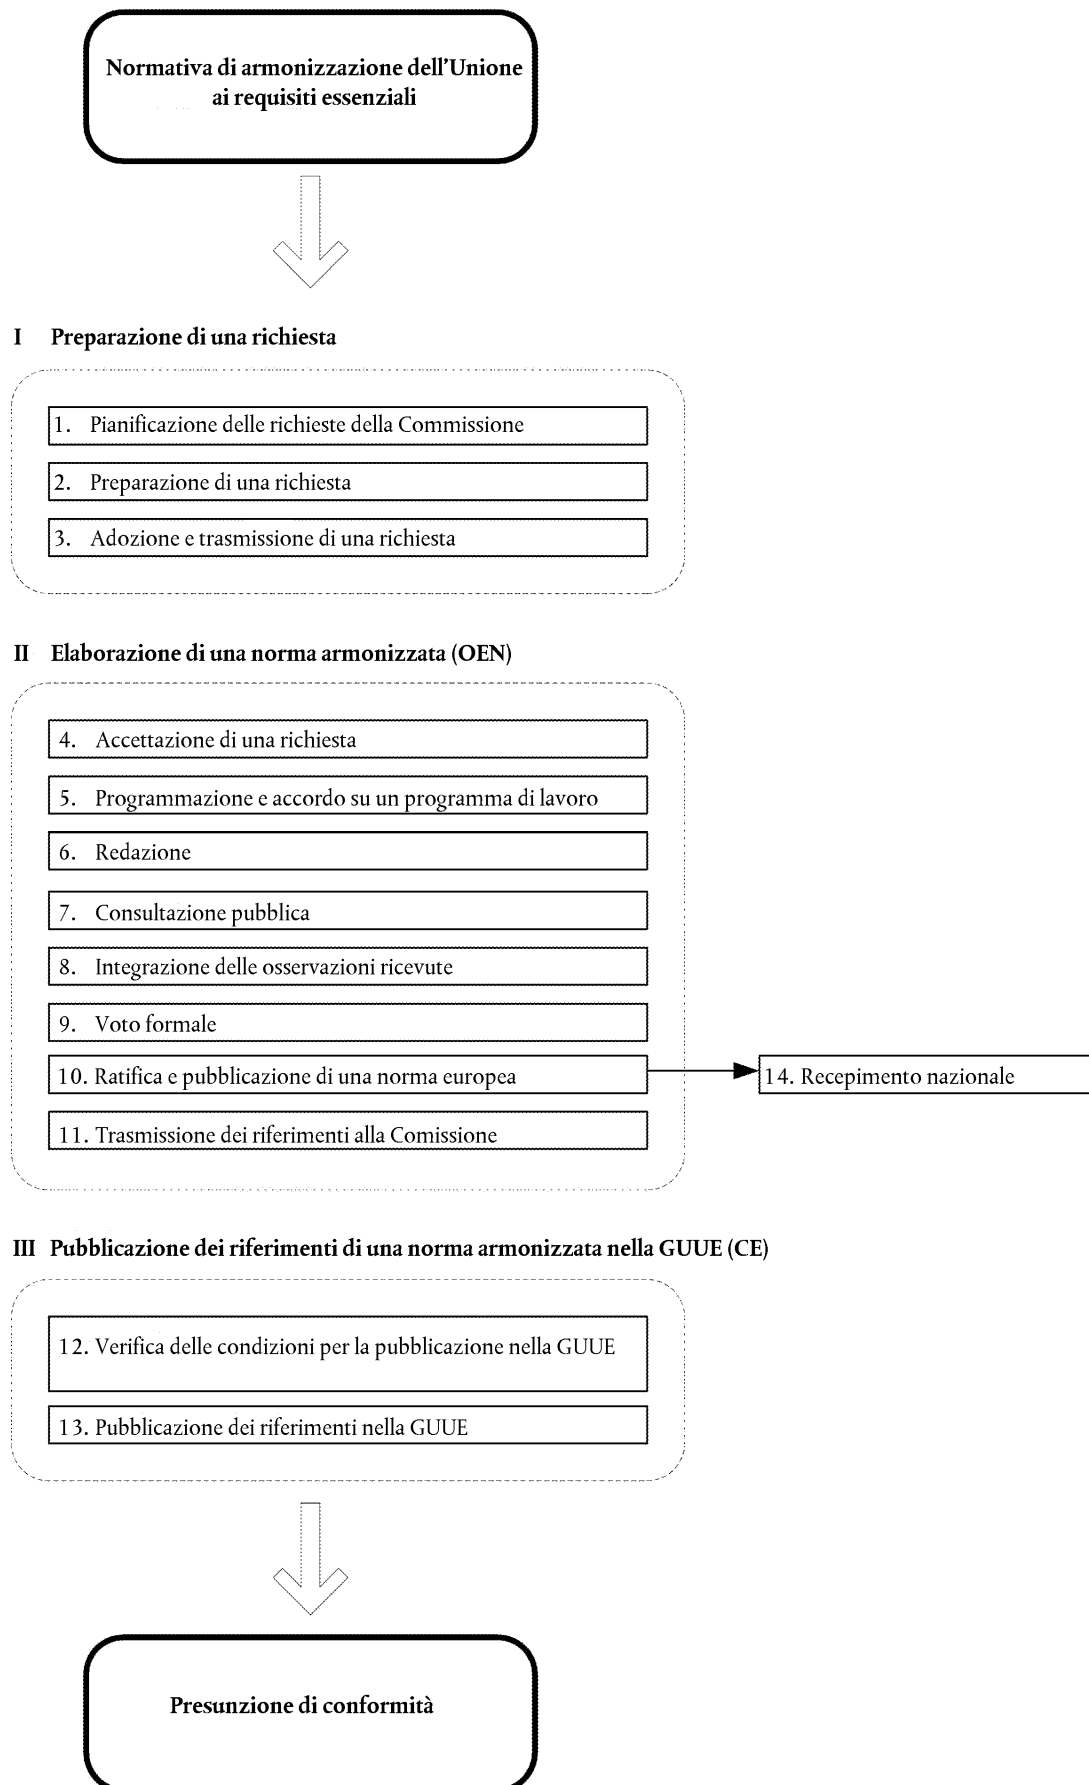 Normativa di armonizzazione dell'Unione
ai requisiti essenziali
I Preparazione di una richiesta
1. Pianificazione delle richieste della Commissione
2. Preparazione di una richiesta
3. Adozione e trasmissione di una richiesta
II Elaborazione di una norma armonizzata (OEN)
4. Accettazione di una richiesta
5. Programmazione e accordo su un programma di lavoro
6. Redazione
7. Consultazione pubblica
8. Integrazione delle osservazioni ricevute
9. Voto formale
10. Ratifica e pubblicazione di una norma europea
14. Recepimento nazionale
11. Trasmissione dei riferimenti alla Comissione
III Pubblicazione dei riferimenti di una norma armonizzata nella GUUE (CE)
12. Verifica delle condizioni per la pubblicazione nella GUUE
13. Pubblicazione dei riferimenti nella GUUE
Presunzione di conformità